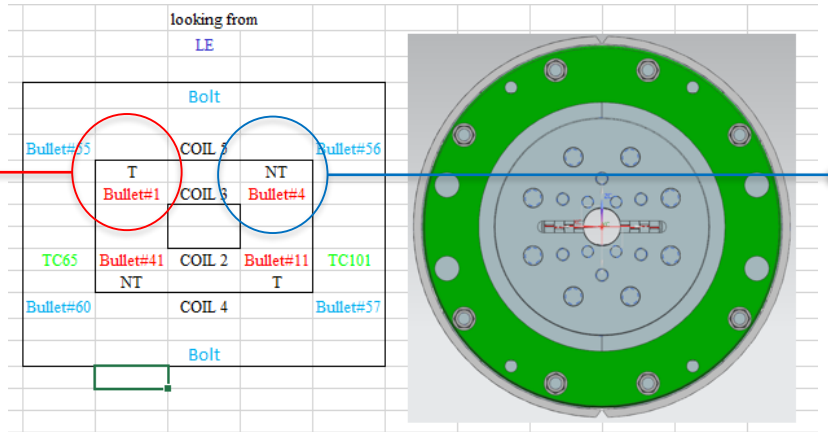 looking from
LE
Bolt
Bullet#55 COIL 5 Bullet#56
T NT
Bullet#1 COIL 3 Bullet#4
TC65 Bullet#41 COIL 2 Bullet#11 TC101
NT T
Bullet#60 COIL 4 Bullet#57
Bolt